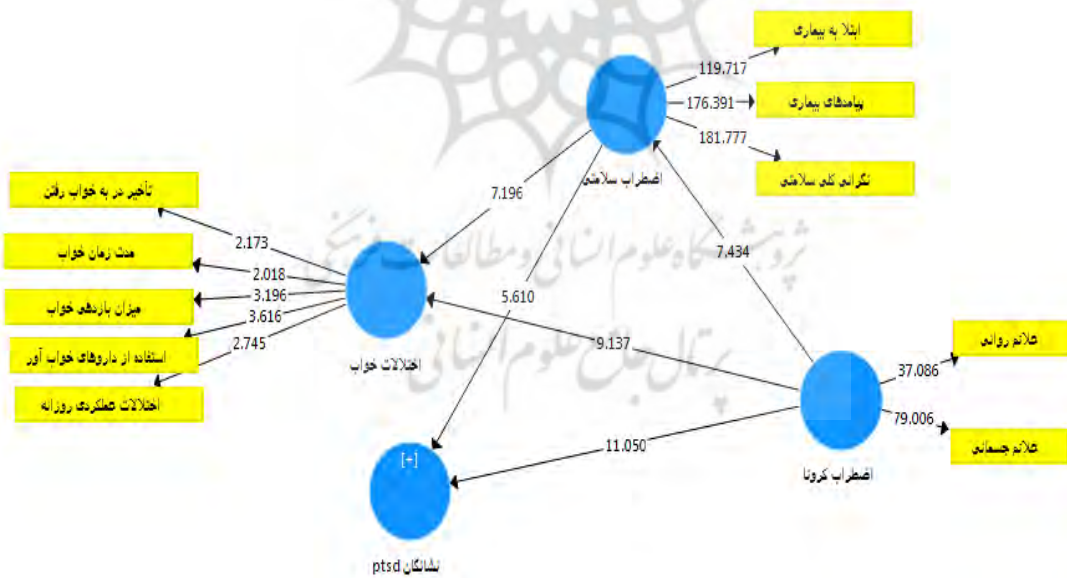 ابتلا به بیماری
119.717
پیامدهای بیماری
176.391
181.777
نگرانی کلی سلامتی
اضطراب سلامتی
تأخیر در به خواب رفتن
7.196
2.173
مدت زمان خواب
2.018
پژوهشگاه علوم انسانی و مطالعات فرهنگی
7.434
میزان بازدهی خواب
3.196
5.610
استفاده از داروهای خواب آور
3.616
2.745
اختلالات خواب
9.137
پرتال جامع علوم انسانی
علائم روانی
37.086
اختلالات عملکردی روزانه
79.006
علائم جسمانی
[+]
11.050
اضطراب کرونا
نشانگان ptsd